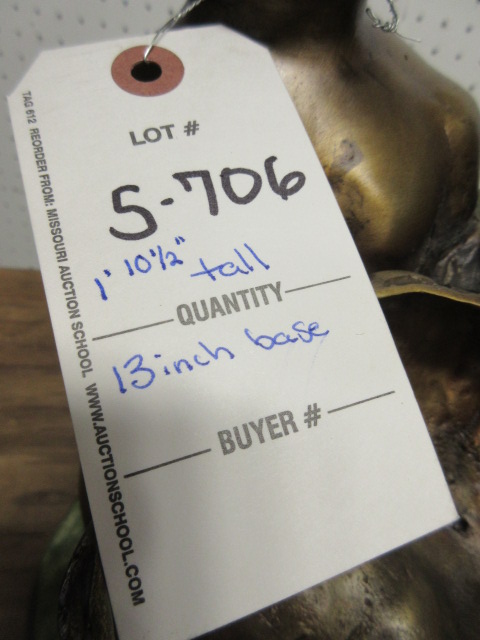 LOT #
5-706
1' 10½" tall
QUANTITY
13 inch base
BUYER #
TAG 612 REORDER FROM: MISSOURI AUCTION SCHOOL WWW.AUCTIONSCHOOL.COM